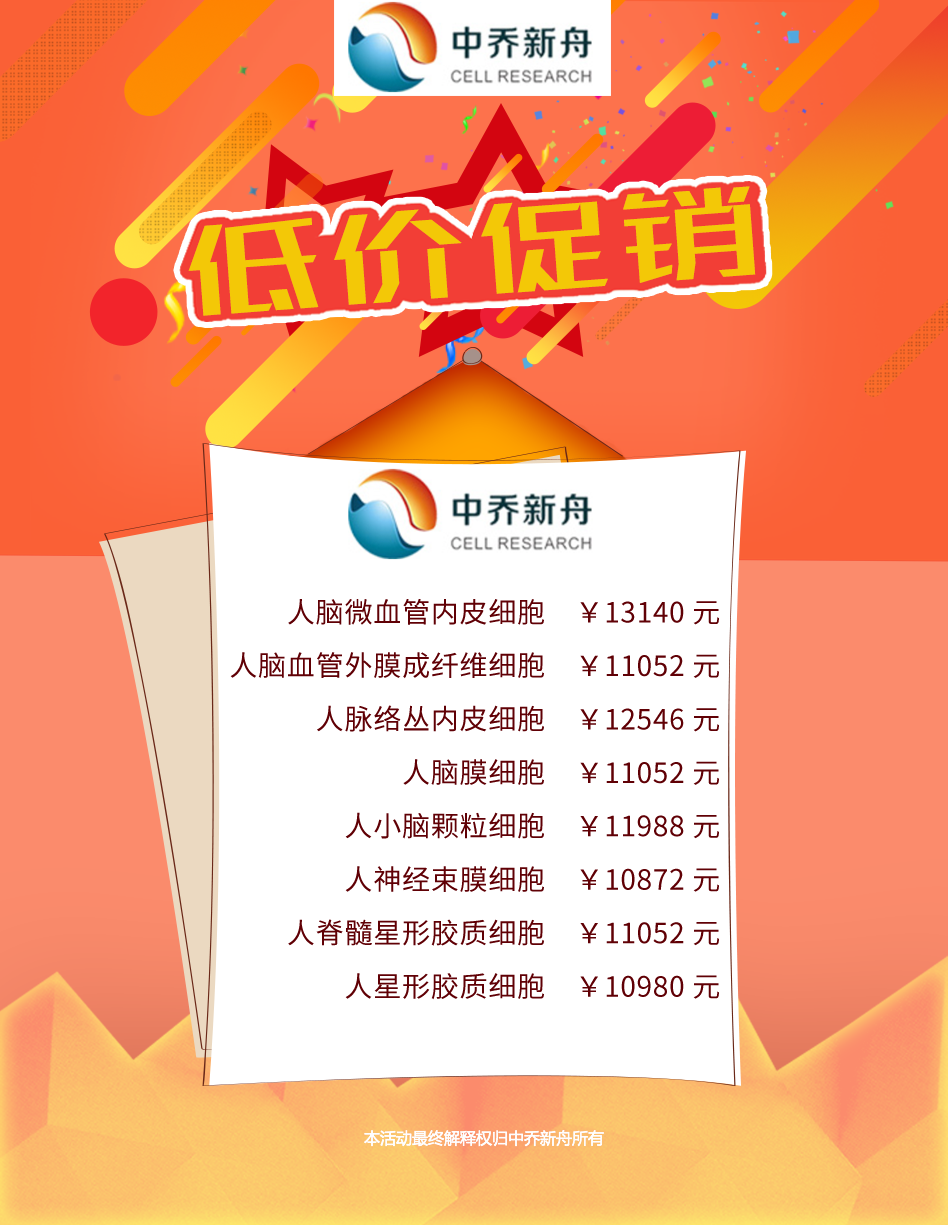 中乔新舟
CELL RESEARCH
低价促销
中乔新舟
CELL RESEARCH
人脑微血管内皮细胞 ￥13140 元
人脑血管外膜成纤维细胞 ￥11052 元
人脉络丛内皮细胞 ￥12546 元
人脑膜细胞 ￥11052 元
人小脑颗粒细胞 ￥11988 元
人神经束膜细胞 ￥10872 元
人脊髓星形胶质细胞 ￥11052 元
人星形胶质细胞 ￥10980 元
本活动最终解释权归中乔新舟所有